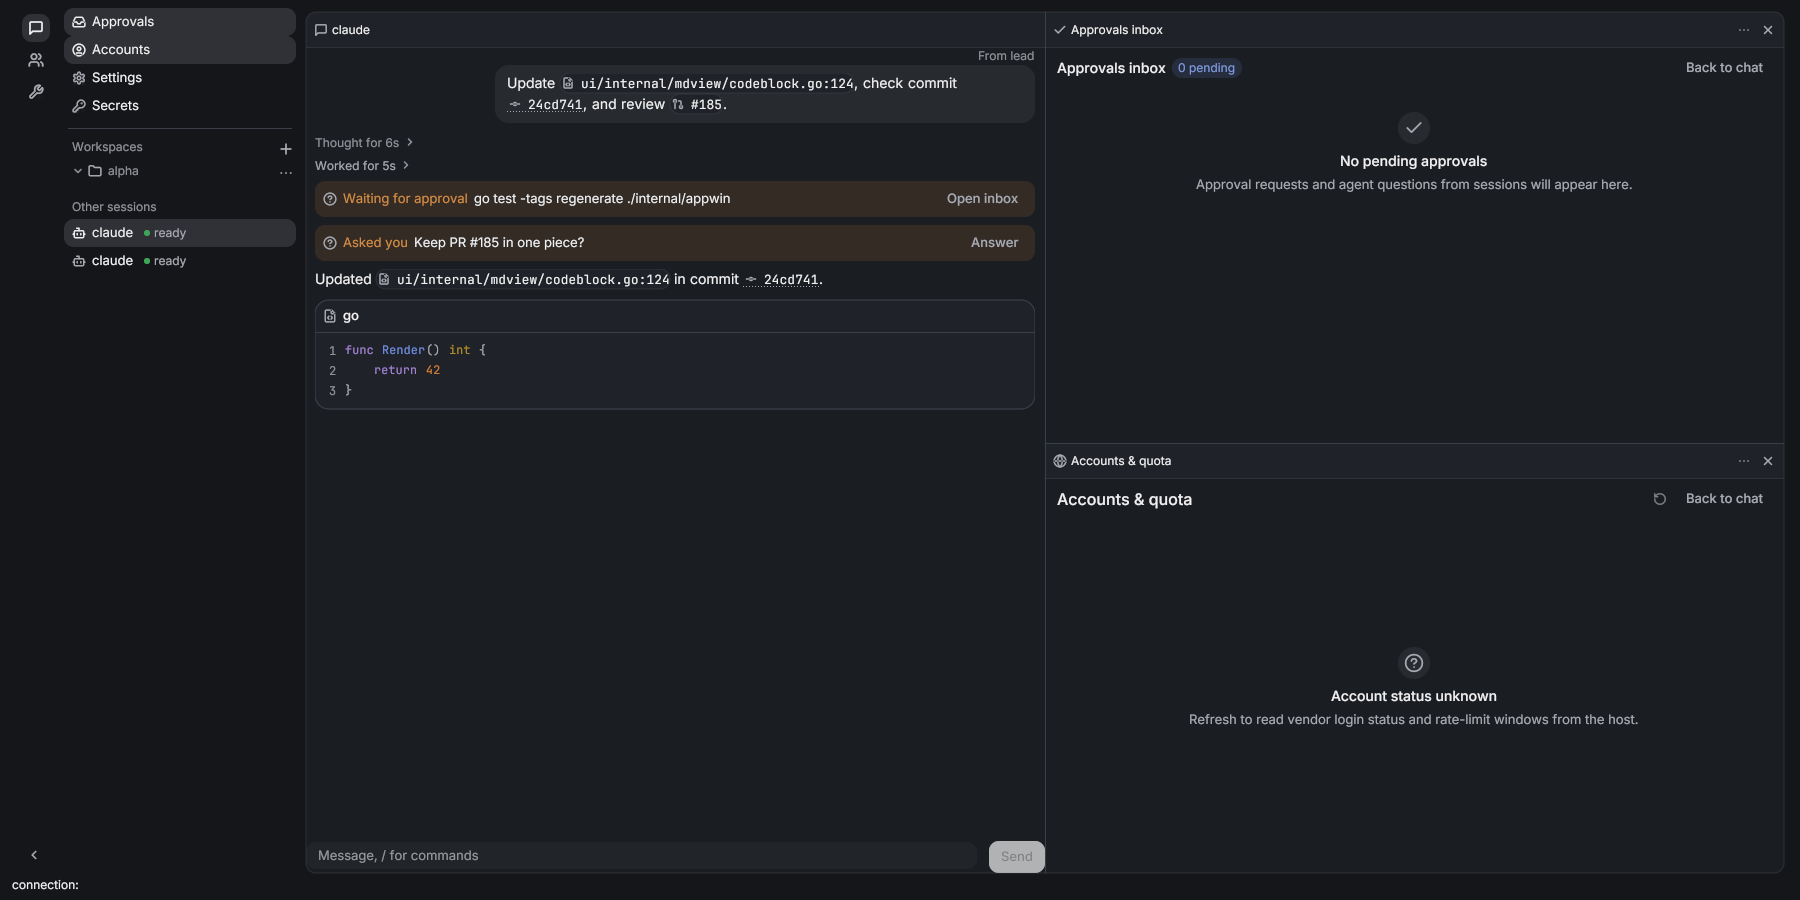 Approvals
Accounts
Settings
Secrets
Workspaces
alpha
Other sessions
claude ready
claude ready
connection:
claude
From lead
Update ui/internal/mdview/codeblock.go:124, check commit
24cd741, and review #185.
Thought for 6s
Worked for 5s
Waiting for approval go test -tags regenerate ./internal/appwin Open inbox
Asked you Keep PR #185 in one piece? Answer
Updated ui/internal/mdview/codeblock.go:124 in commit 24cd741.
go
1 func Render() int {
2     return 42
3 }
Message, / for commands
Send
Approvals inbox
Approvals inbox 0 pending Back to chat
No pending approvals
Approval requests and agent questions from sessions will appear here.
Accounts & quota
Accounts & quota Back to chat
Account status unknown
Refresh to read vendor login status and rate-limit windows from the host.